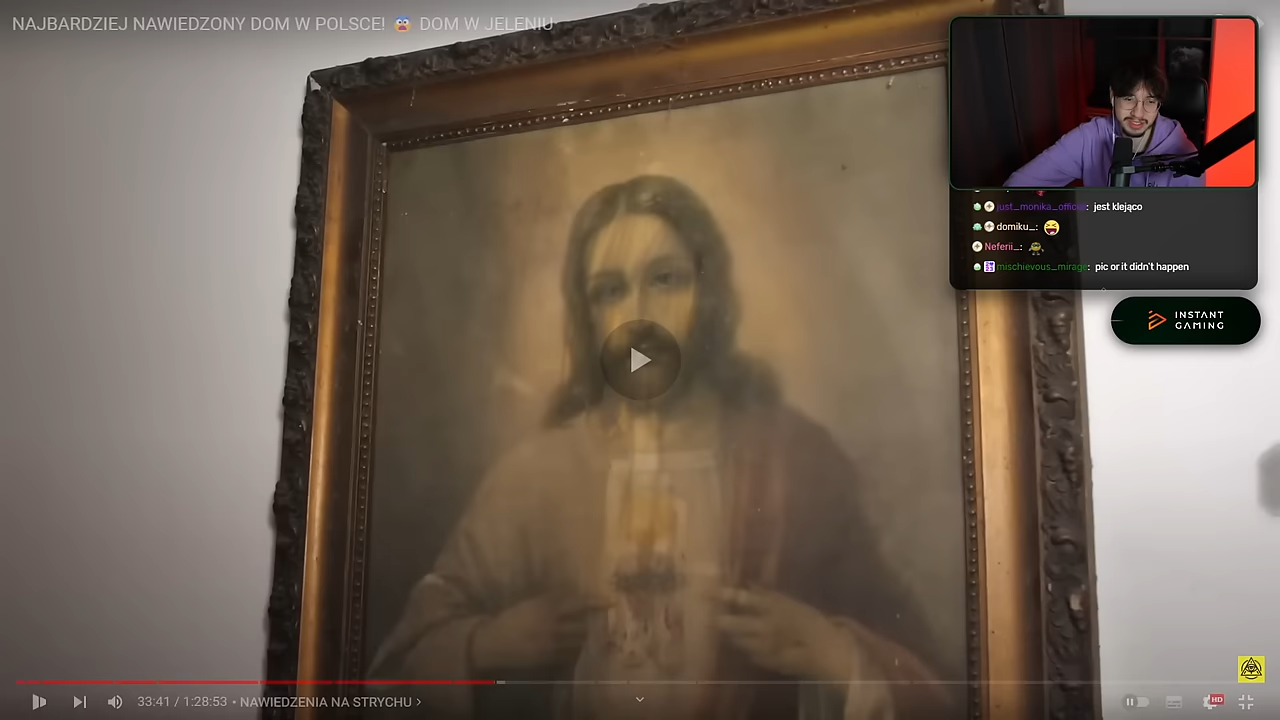 NAJBARDZIEJ NAWIEDZONY DOM W POLSCE! 😨 DOM W JELENIU
just_monika_official: jest klejąco
domiku_:
Neferii_:
mischievous_mirage: pic or it didn't happen
INSTANT
GAMING
33:41 / 1:28:53 • NAWIEDZENIA NA STRYCHU ›
HD